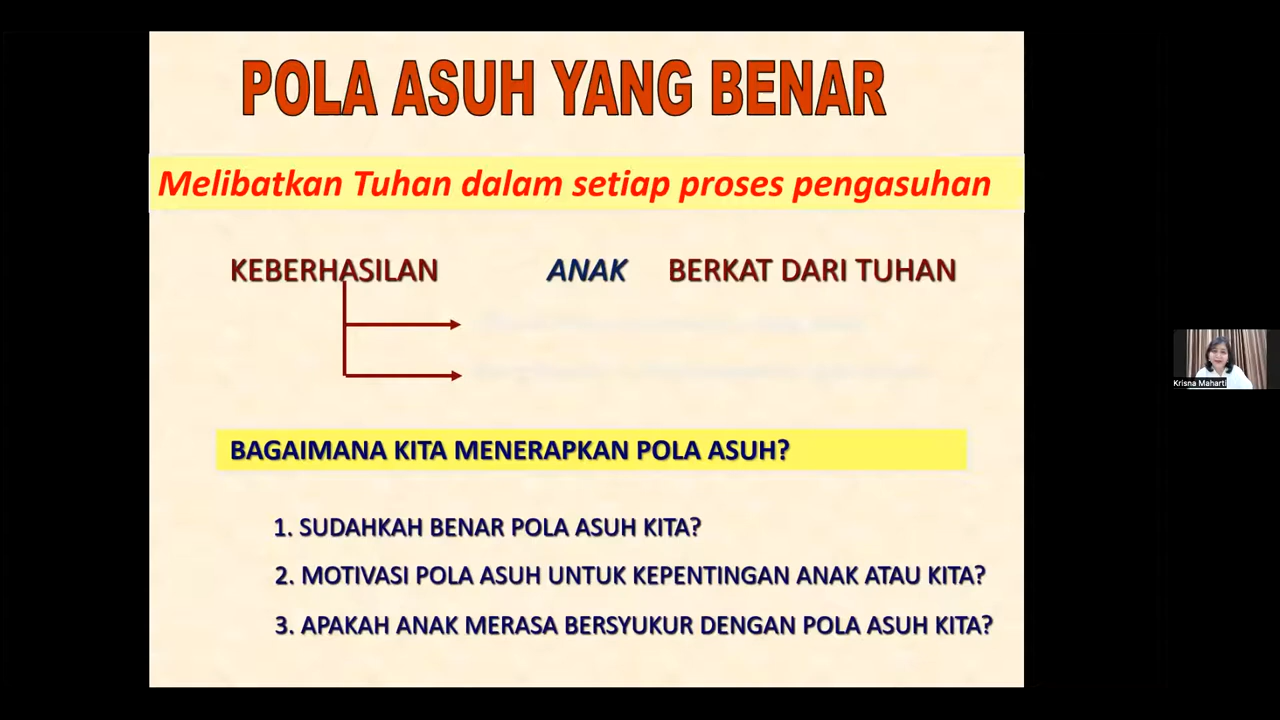 POLA ASUH YANG BENAR
Melibatkan Tuhan dalam setiap proses pengasuhan
KEBERHASILAN ANAK BERKAT DARI TUHAN
BAGAIMANA KITA MENERAPKAN POLA ASUH?
1. SUDAHKAH BENAR POLA ASUH KITA?
2. MOTIVASI POLA ASUH UNTUK KEPENTINGAN ANAK ATAU KITA?
3. APAKAH ANAK MERASA BERSYUKUR DENGAN POLA ASUH KITA?
Krisna Maharti